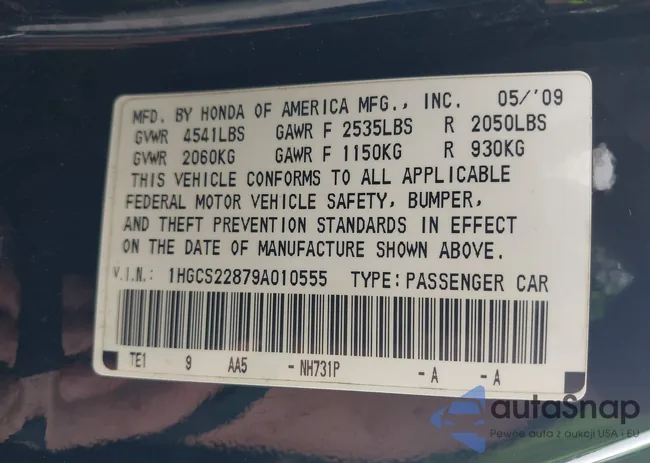 MFD. BY HONDA OF AMERICA MFG., INC. 05/'09
GVWR 4541LBS GAWR F 2535LBS R 2050LBS
GVWR 2060KG GAWR F 1150KG R 930KG
THIS VEHICLE CONFORMS TO ALL APPLICABLE
FEDERAL MOTOR VEHICLE SAFETY, BUMPER,
AND THEFT PREVENTION STANDARDS IN EFFECT
ON THE DATE OF MANUFACTURE SHOWN ABOVE.
V.I.N.: 1HGCS22879A010555 TYPE: PASSENGER CAR
TE1 9 AA5 - NH731P -A -A
autaSnap
Pewne auta z aukcji USA i EU